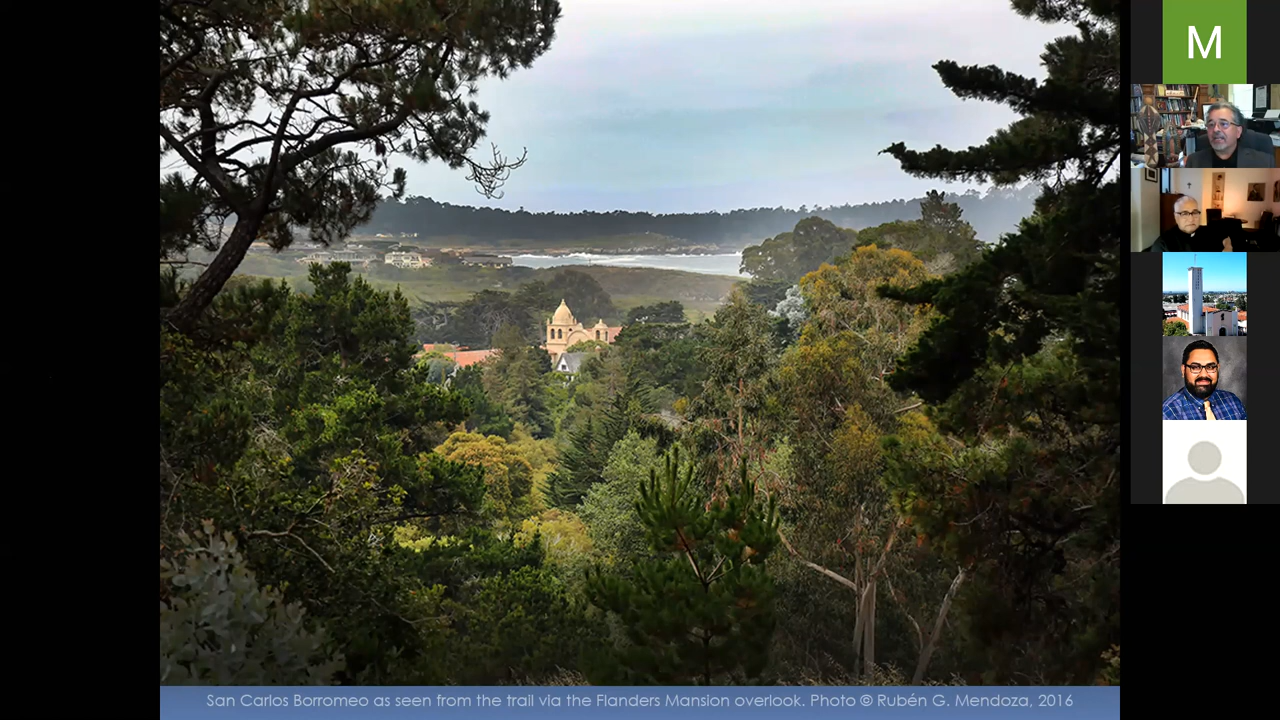 M
San Carlos Borromeo as seen from the trail via the Flanders Mansion overlook. Photo © Rubén G. Mendoza, 2016